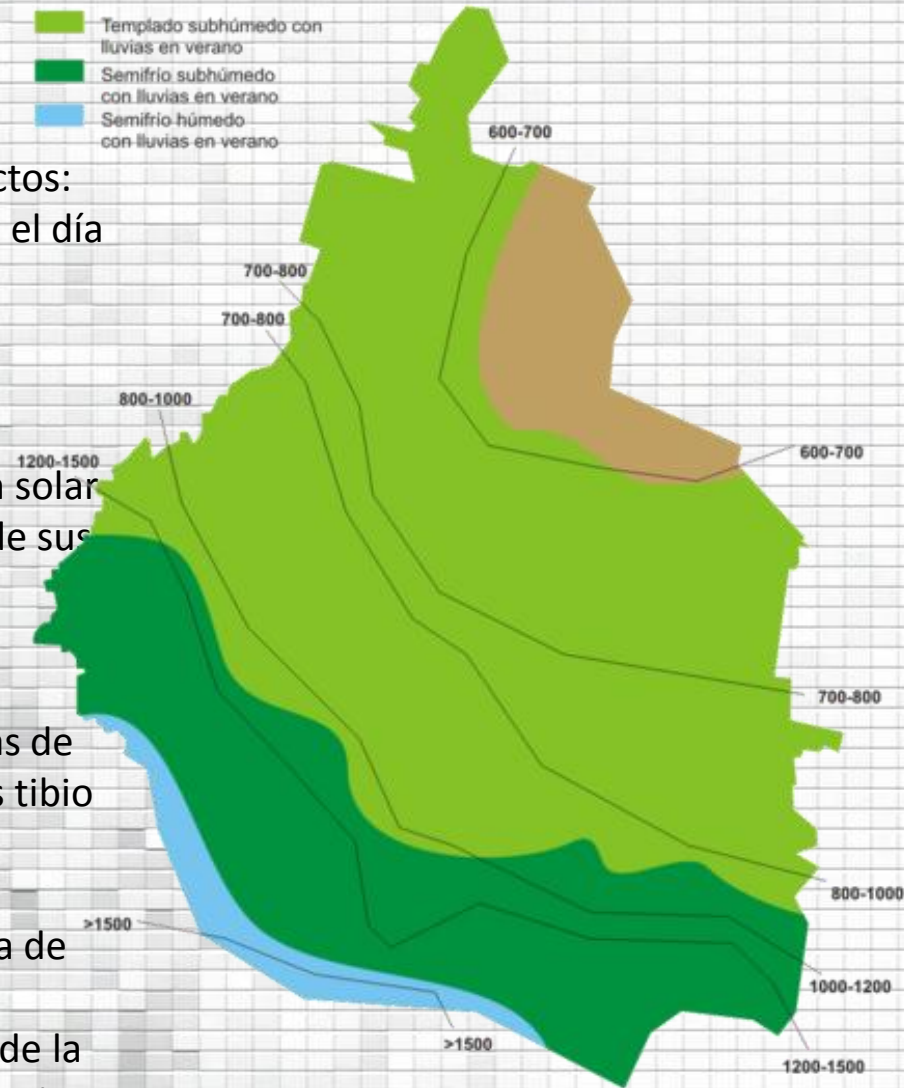 Templado subhúmedo con
lluvias en verano
Semifrío subhúmedo
con lluvias en verano
Semifrío húmedo
con lluvias en verano
600-700
ctos:
el día
700-800
700-800
800-1000
1200-1500
600-700
solar
de sus
700-800
as de
s tibio
800-1000
>1500
a de
1000-1200
>1500
de la
1200-1500